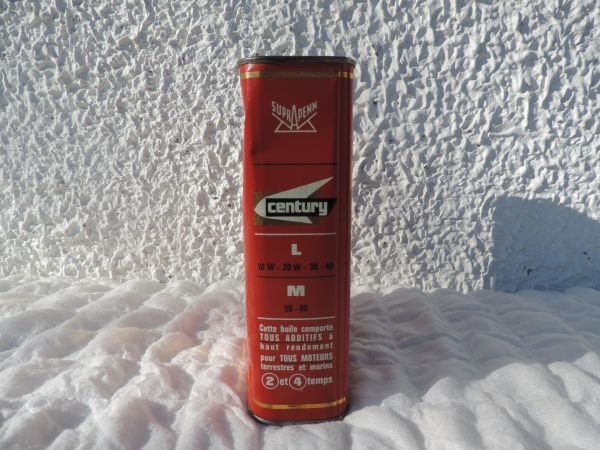 SUPRAPENN
century
L
10 W - 20 W - 30 - 40
M
50 - 60
Cette huile comporte
TOUS ADDITIFS à
haut rendement
pour TOUS MOTEURS
terrestres et marins
2 et 4 temps